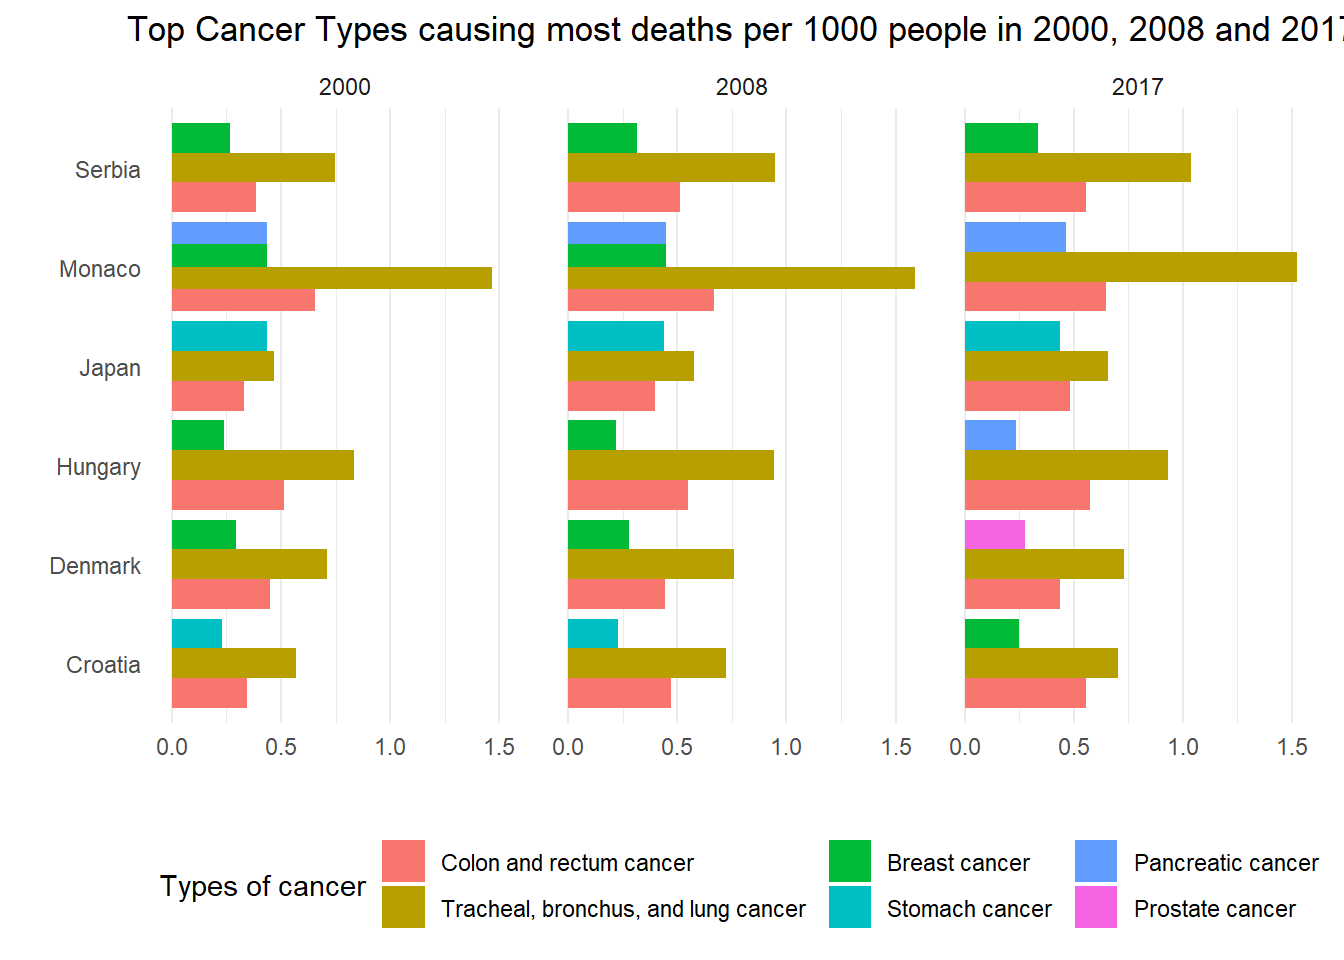 Top Cancer Types causing most deaths per 1000 people in 2000, 2008 and 2017
2000 2008 2017
Serbia
Monaco
Japan
Hungary
Denmark
Croatia
0.0 0.5 1.0 1.5 0.0 0.5 1.0 1.5 0.0 0.5 1.0 1.5
Types of cancer
Colon and rectum cancer Breast cancer Pancreatic cancer
Tracheal, bronchus, and lung cancer Stomach cancer Prostate cancer